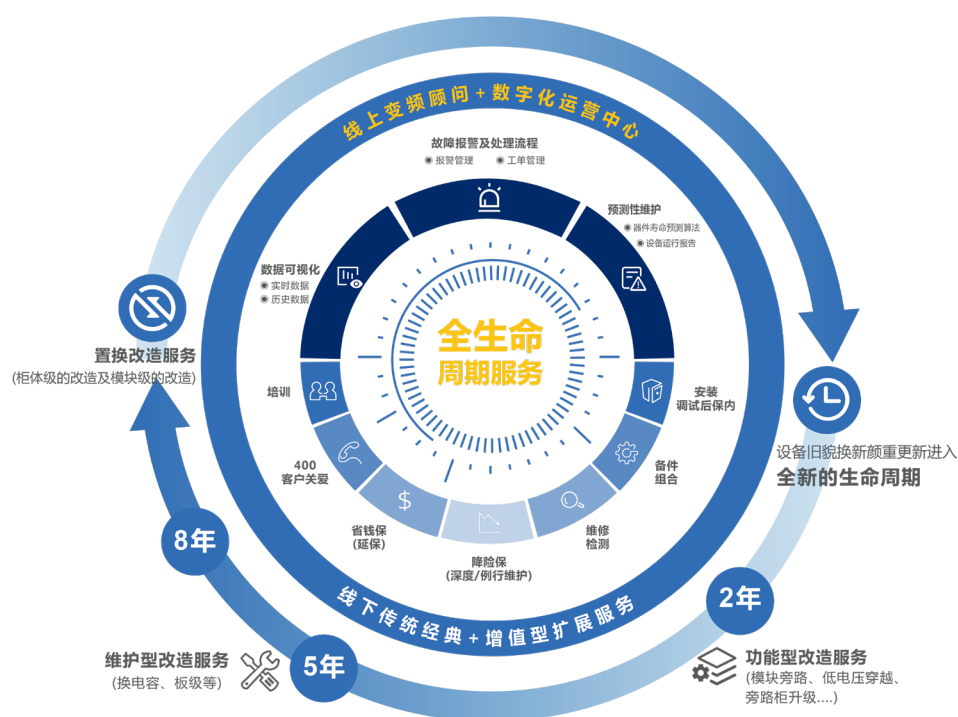 线上变频顾问+数字化运营中心
故障报警及处理流程
◉ 报警管理 ◉ 工单管理
预测性维护
◉ 器件寿命预测算法
◉ 设备运行报告
数据可视化
◉ 实时数据
◉ 历史数据
全生命
周期服务
置换改造服务
(柜体级的改造及模块级的改造)
培训
安装
调试后保内
设备旧貌换新颜重更新进入
全新的生命周期
400
客户关爱
备件
组合
省钱保
(延保)
维修
检测
降险保
(深度/例行维护)
8年
2年
线下传统经典+增值型扩展服务
维护型改造服务
(换电容、板级等)
5年
功能型改造服务
(模块旁路、低电压穿越、
旁路柜升级....)